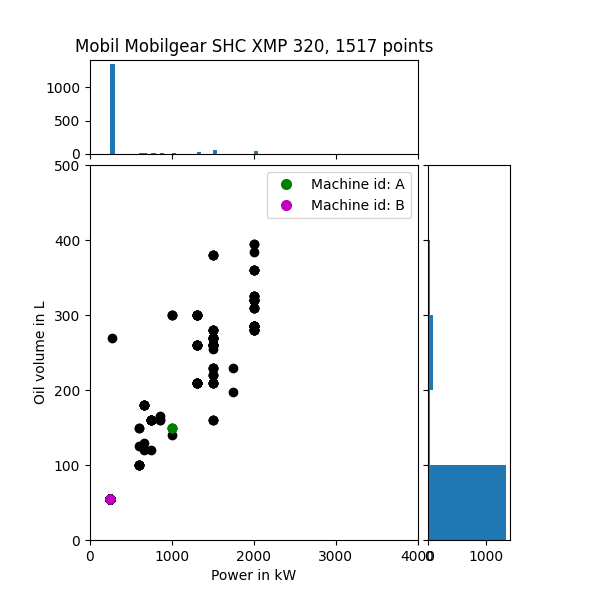 Mobil Mobilgear SHC XMP 320, 1517 points
1000
500
0
500
400
300
200
100
0
Oil volume in L
Machine id: A
Machine id: B
0 1000 2000 3000 4000
0 1000
Power in kW